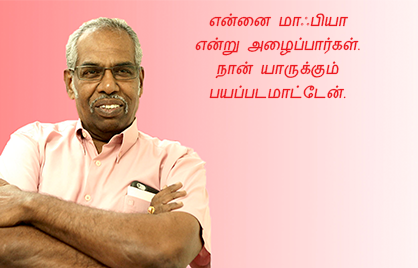 என்னை மாஃபியா
என்று அழைப்பார்கள்.
நான் யாருக்கும்
பயப்படமாட்டேன்.